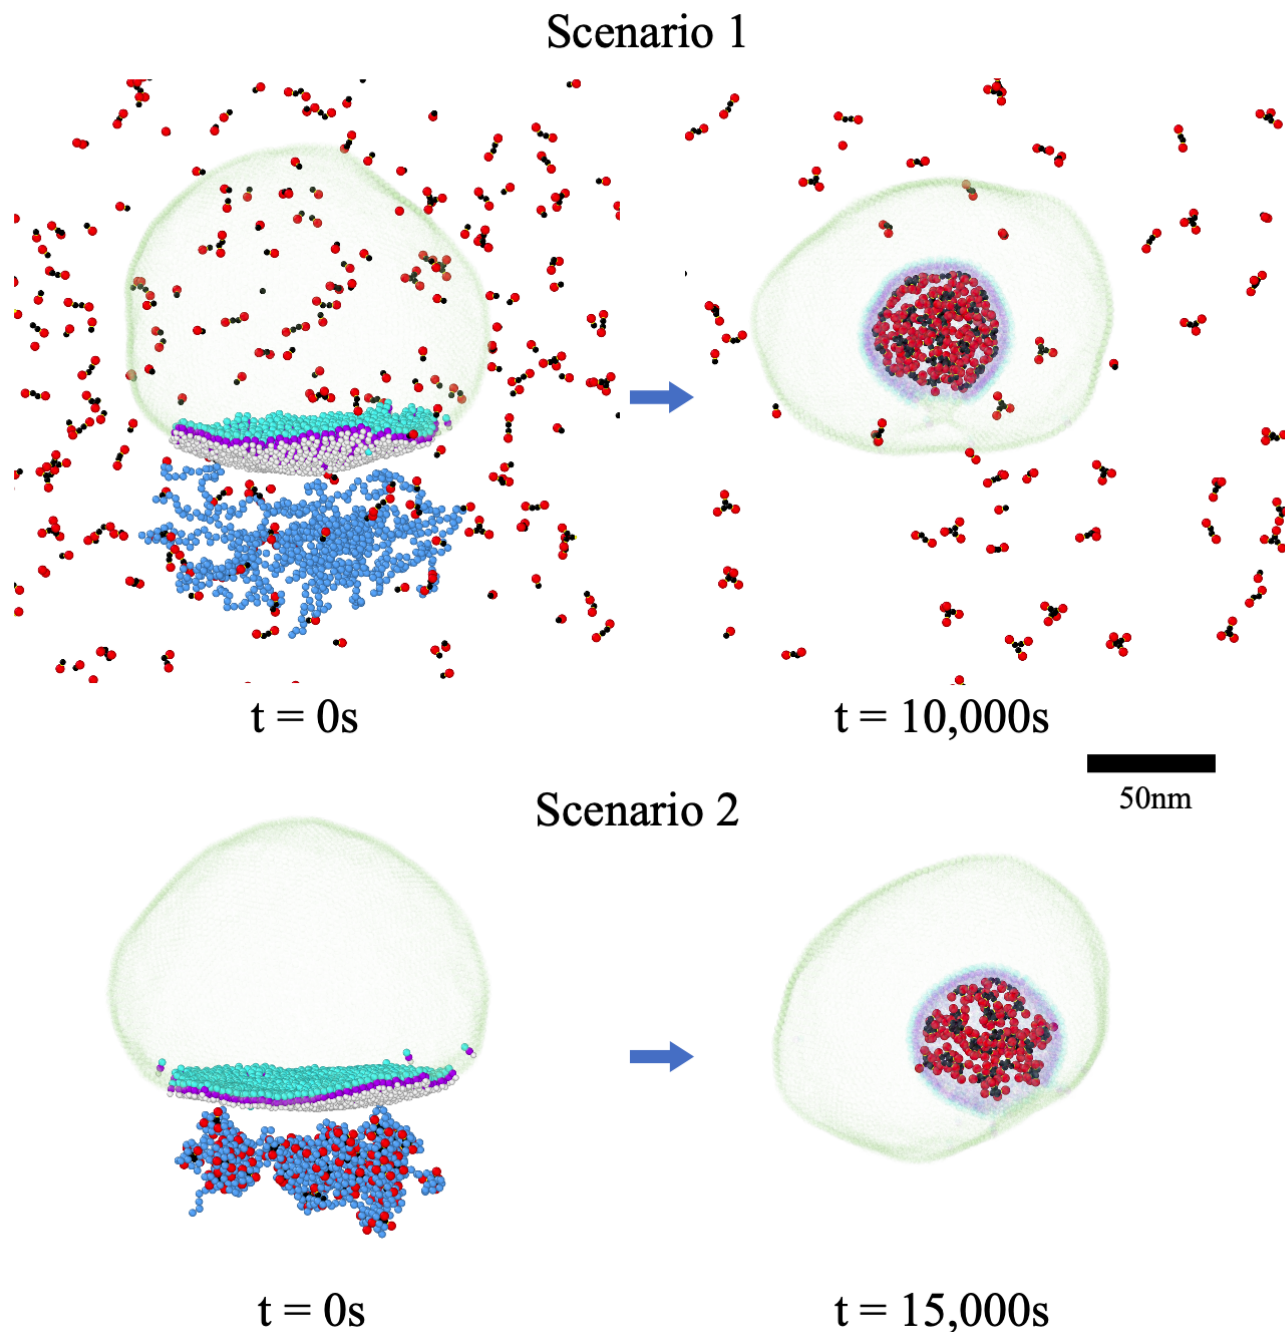 Scenario 1
t = 0s
t = 10,000s
50nm
Scenario 2
t = 0s
t = 15,000s